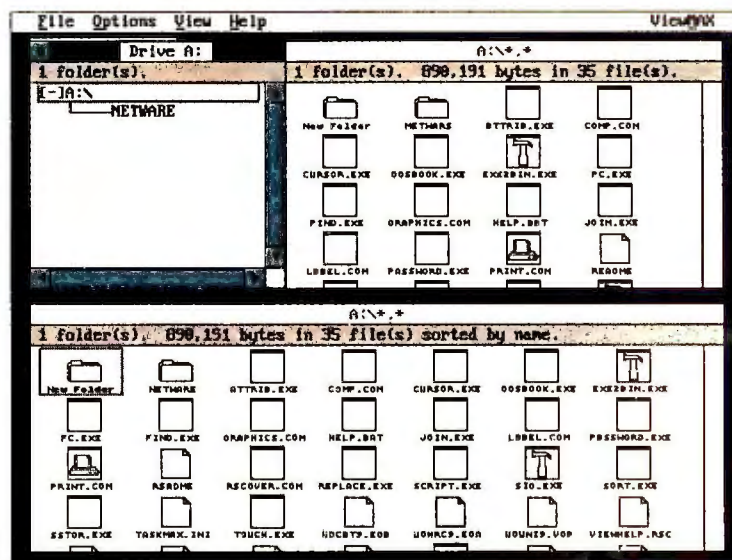 File Options View Help ViewMAX
Drive A:
1 folder(s).
[-]A:\
NETWARE
A:\*.*
1 folder(s). 890,191 bytes in 35 file(s).
New Folder NETWARE ATTRIB.EXE COMP.COM
CURSOR.EXE DOSBOOK.EXE EXE2BIN.EXE FC.EXE
FIND.EXE GRAPHICS.COM HELP.BAT JOIN.EXE
LABEL.COM PASSWORD.EXE PRINT.COM README
A:\*.*
1 folder(s). 890,191 bytes in 35 file(s) sorted by name.
New Folder NETWARE ATTRIB.EXE COMP.COM CURSOR.EXE DOSBOOK.EXE EXE2BIN.EXE
FC.EXE FIND.EXE GRAPHICS.COM HELP.BAT JOIN.EXE LABEL.COM PASSWORD.EXE
PRINT.COM README RECOVER.COM REPLACE.EXE SCRIPT.EXE SID.EXE SORT.EXE
SSTOR.EXE TASKMAX.INI TOUCH.EXE VIEWHELP.RSC